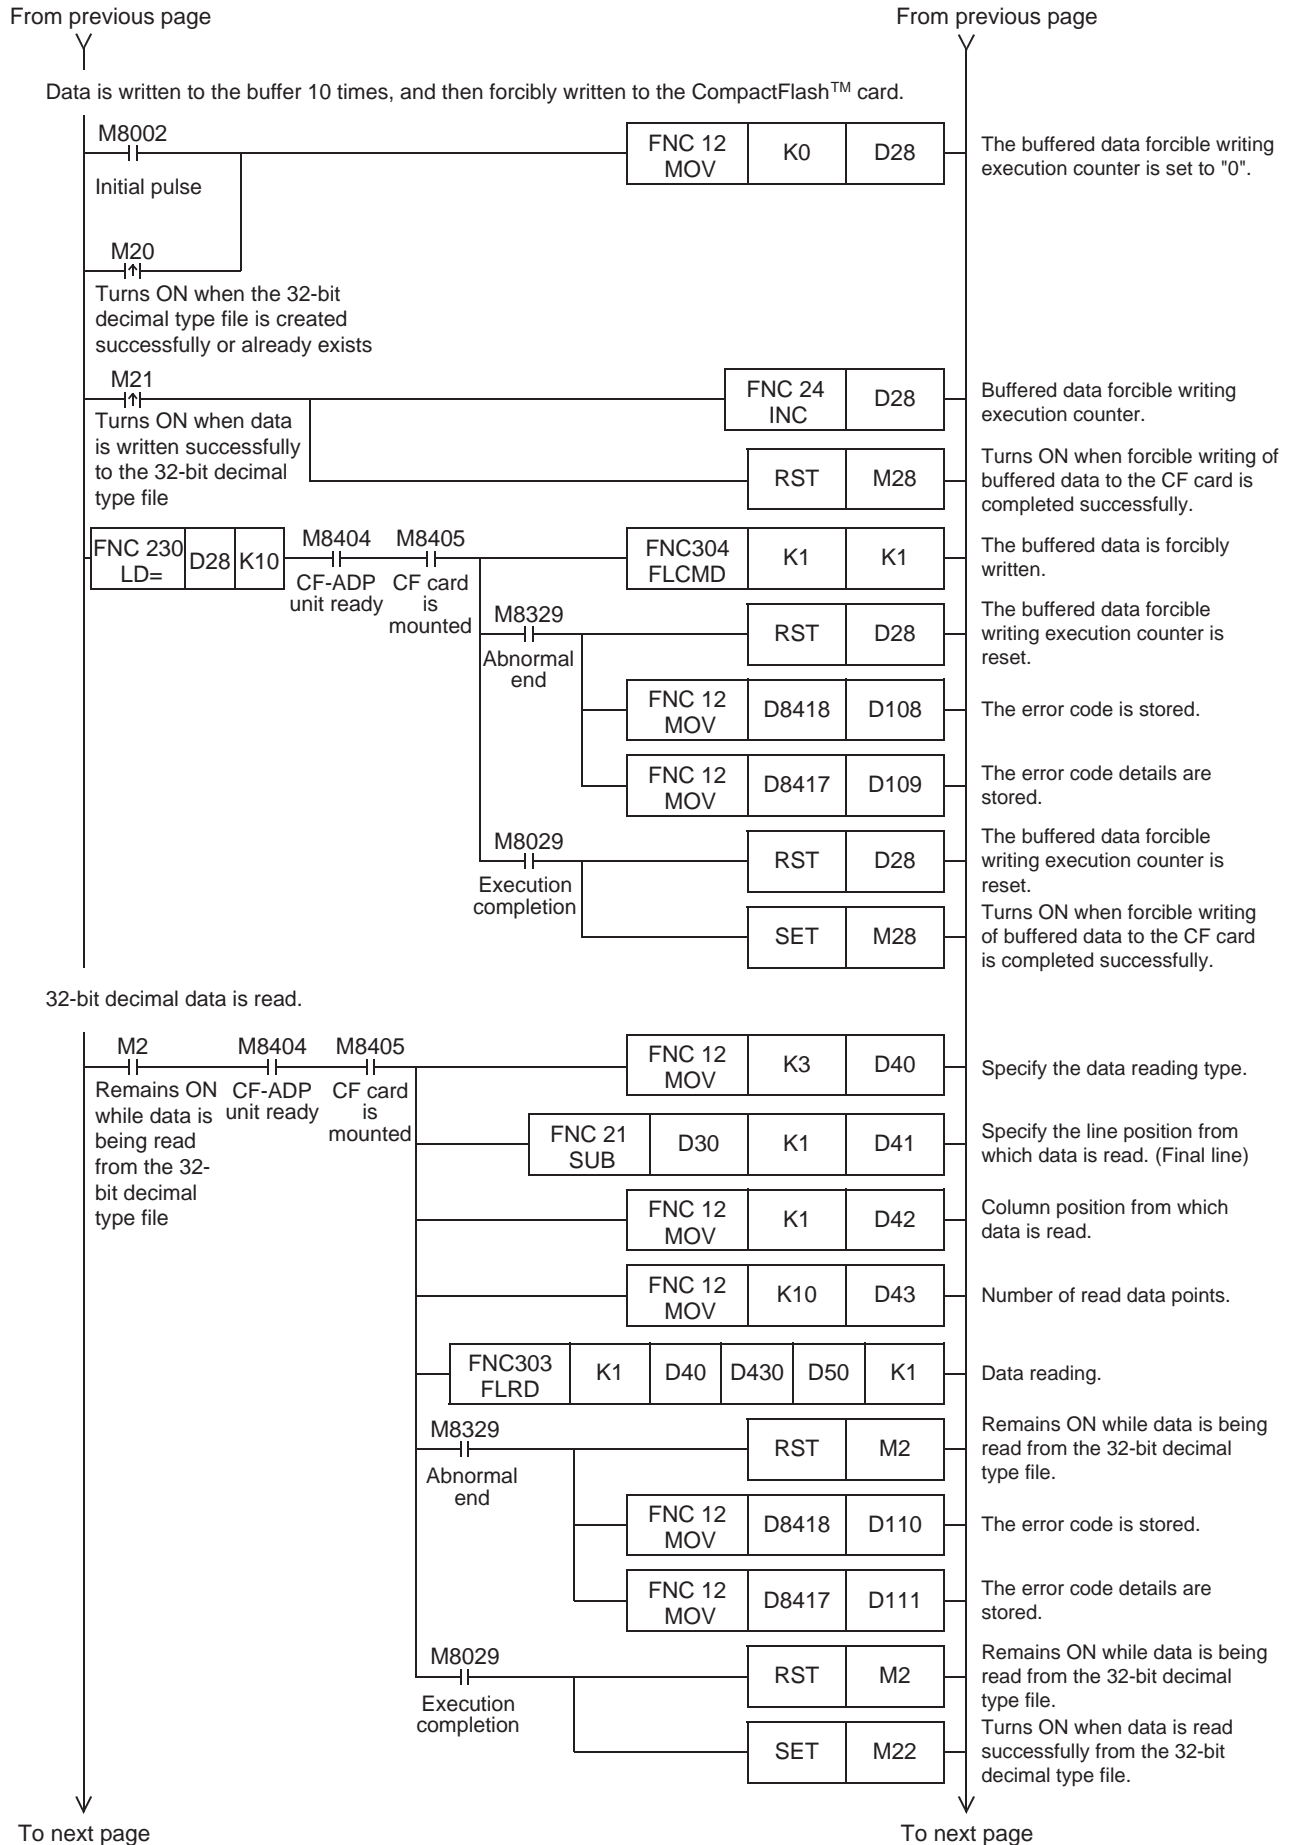 From previous page
From previous page
Data is written to the buffer 10 times, and then forcibly written to the CompactFlash™ card.
M8002
FNC 12
MOV
K0
D28
The buffered data forcible writing
execution counter is set to "0".
Initial pulse
M20
Turns ON when the 32-bit
decimal type file is created
successfully or already exists
M21
FNC 24
INC
D28
Buffered data forcible writing
execution counter.
Turns ON when data
is written successfully
to the 32-bit decimal
type file
RST
M28
Turns ON when forcible writing of
buffered data to the CF card is
completed successfully.
FNC 230
LD=
D28
K10
M8404
CF-ADP
unit ready
M8405
CF card
is
mounted
FNC304
FLCMD
K1
K1
The buffered data is forcibly
written.
M8329
Abnormal
end
RST
D28
The buffered data forcible
writing execution counter is
reset.
FNC 12
MOV
D8418
D108
The error code is stored.
FNC 12
MOV
D8417
D109
The error code details are
stored.
M8029
Execution
completion
RST
D28
The buffered data forcible
writing execution counter is
reset.
SET
M28
Turns ON when forcible writing
of buffered data to the CF card
is completed successfully.
32-bit decimal data is read.
M2
Remains ON
while data is
being read
from the 32-
bit decimal
type file
M8404
CF-ADP
unit ready
M8405
CF card
is
mounted
FNC 12
MOV
K3
D40
Specify the data reading type.
FNC 21
SUB
D30
K1
D41
Specify the line position from
which data is read. (Final line)
FNC 12
MOV
K1
D42
Column position from which
data is read.
FNC 12
MOV
K10
D43
Number of read data points.
FNC303
FLRD
K1
D40
D430
D50
K1
Data reading.
M8329
Abnormal
end
RST
M2
Remains ON while data is being
read from the 32-bit decimal
type file.
FNC 12
MOV
D8418
D110
The error code is stored.
FNC 12
MOV
D8417
D111
The error code details are
stored.
M8029
Execution
completion
RST
M2
Remains ON while data is being
read from the 32-bit decimal
type file.
SET
M22
Turns ON when data is read
successfully from the 32-bit
decimal type file.
To next page
To next page